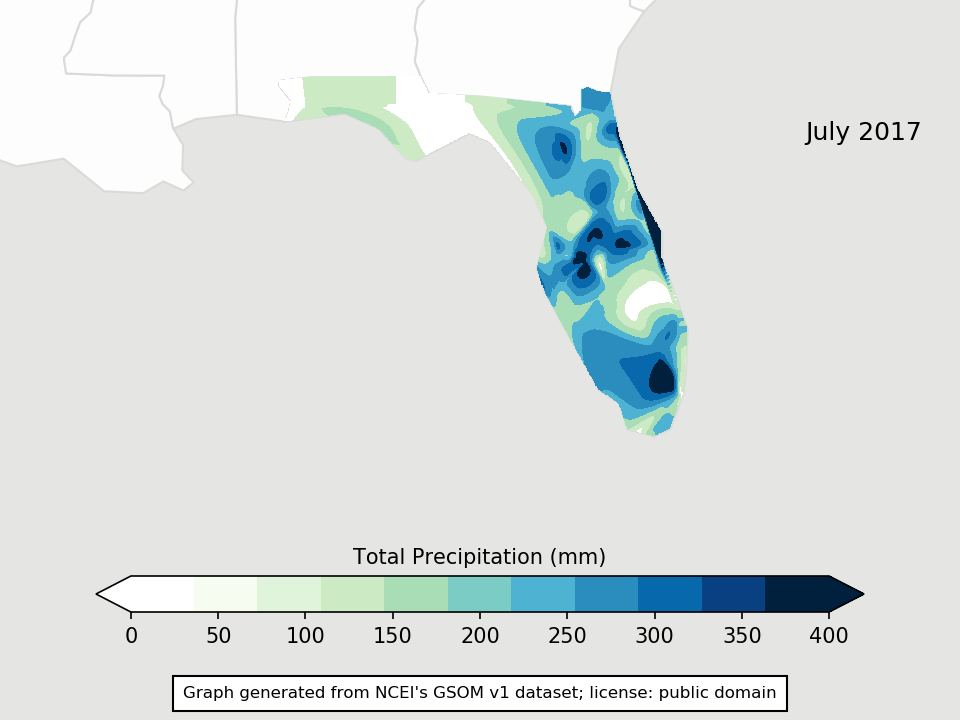 July 2017
Total Precipitation (mm)
0 50 100 150 200 250 300 350 400
Graph generated from NCEI's GSOM v1 dataset; license: public domain